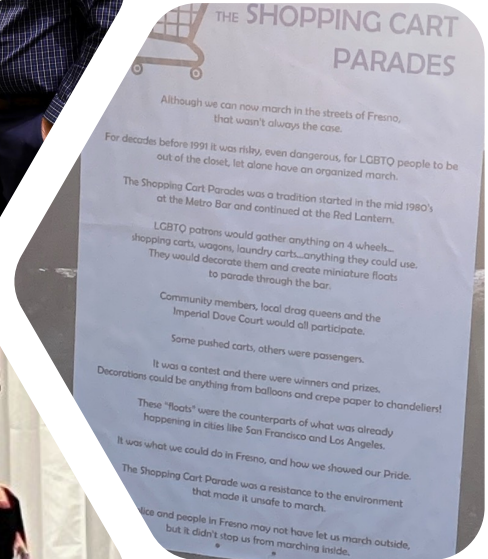 THE SHOPPING CART
PARADES
Although we can now march in the streets of Fresno,
that wasn't always the case.
For decades before 1991 it was risky, even dangerous, for LGBTQ people to be
out of the closet, let alone have an organized march.
The Shopping Cart Parades was a tradition started in the mid 1980's
at the Metro Bar and continued at the Red Lantern.
LGBTQ patrons would gather anything on 4 wheels...
shopping carts, wagons, laundry carts...anything they could use.
They would decorate them and create miniature floats
to parade through the bar.
Community members, local drag queens and the
Imperial Dove Court would all participate.
Some pushed carts, others were passengers.
It was a contest and there were winners and prizes.
Decorations could be anything from balloons and crepe paper to chandeliers!
These "floats" were the counterparts of what was already
happening in cities like San Francisco and Los Angeles.
It was what we could do in Fresno, and how we showed our Pride.
The Shopping Cart Parade was a resistance to the environment
that made it unsafe to march.
and people in Fresno may not have let us march outside,
but it didn't stop us from marching inside.